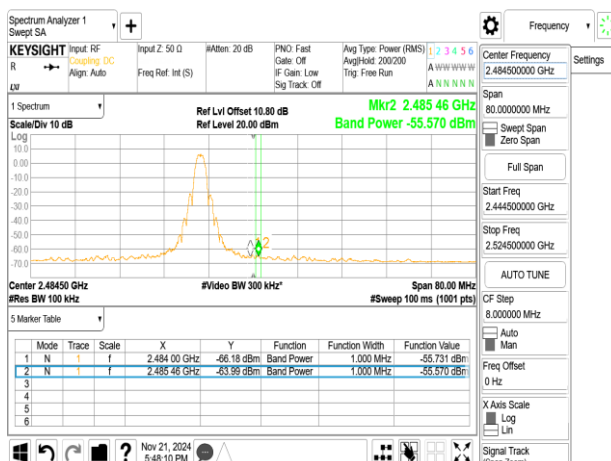 Spectrum Analyzer 1
Swept SA
+
Frequency
Settings
KEYSIGHT
R
LXI
Input: RF
Coupling: DC
Align: Auto
Input Z: 50 Ω
Freq Ref: Int (S)
#Atten: 20 dB
PNO: Fast
Gate: Off
IF Gain: Low
Sig Track: Off
Avg Type: Power (RMS)
Avg|Hold: 200/200
Trig: Free Run
1 2 3 4 5 6
A W W W W W
A N N N N N
1 Spectrum
Scale/Div 10 dB
Ref Lvl Offset 10.80 dB
Ref Level 20.00 dBm
Mkr2 2.485 46 GHz
Band Power -55.570 dBm
Log
10.0
0.00
-10.0
-20.0
-30.0
-40.0
-50.0
-60.0
-70.0
2
Center 2.48450 GHz
#Res BW 100 kHz
#Video BW 300 kHz*
Span 80.00 MHz
#Sweep 100 ms (1001 pts)
5 Marker Table
Mode Trace Scale X Y Function Function Width Function Value
1 N 1 f 2.484 00 GHz -66.18 dBm Band Power 1.000 MHz -55.731 dBm
2 N 1 f 2.485 46 GHz -63.99 dBm Band Power 1.000 MHz -55.570 dBm
3
4
5
6
?
Nov 21, 2024
5:48:10 PM
Center Frequency
2.484500000 GHz
Span
80.0000000 MHz
Swept Span
Zero Span
Full Span
Start Freq
2.444500000 GHz
Stop Freq
2.524500000 GHz
AUTO TUNE
CF Step
8.000000 MHz
Auto
Man
Freq Offset
0 Hz
X Axis Scale
Log
Lin
Signal Track